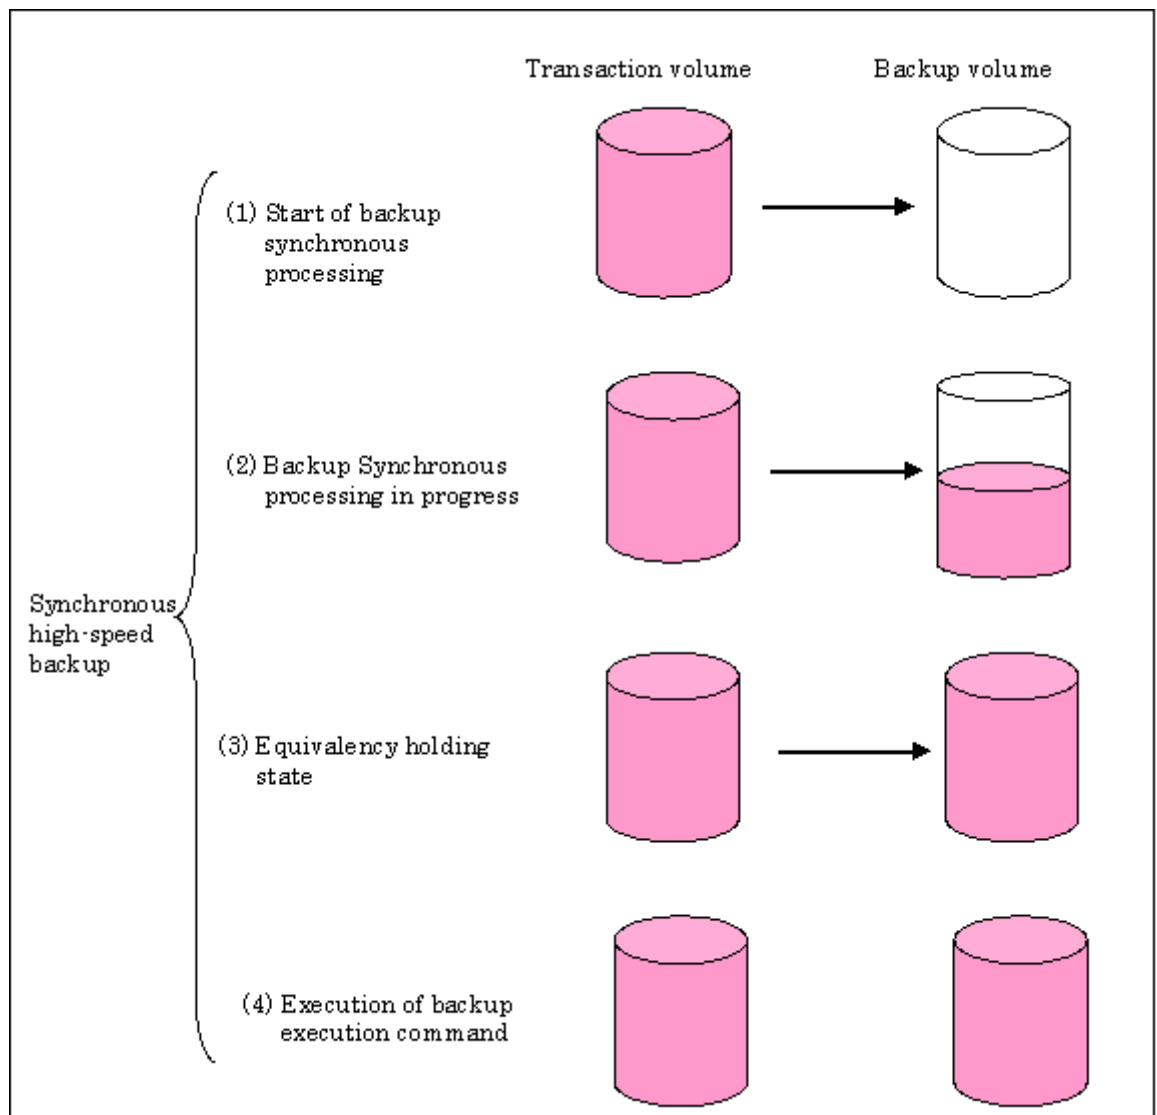 Transaction volume
Backup volume
(1) Start of backup
synchronous
processing
(2) Backup Synchronous
processing in progress
Synchronous
high-speed
backup
(3) Equivalency holding
state
(4) Execution of backup
execution command